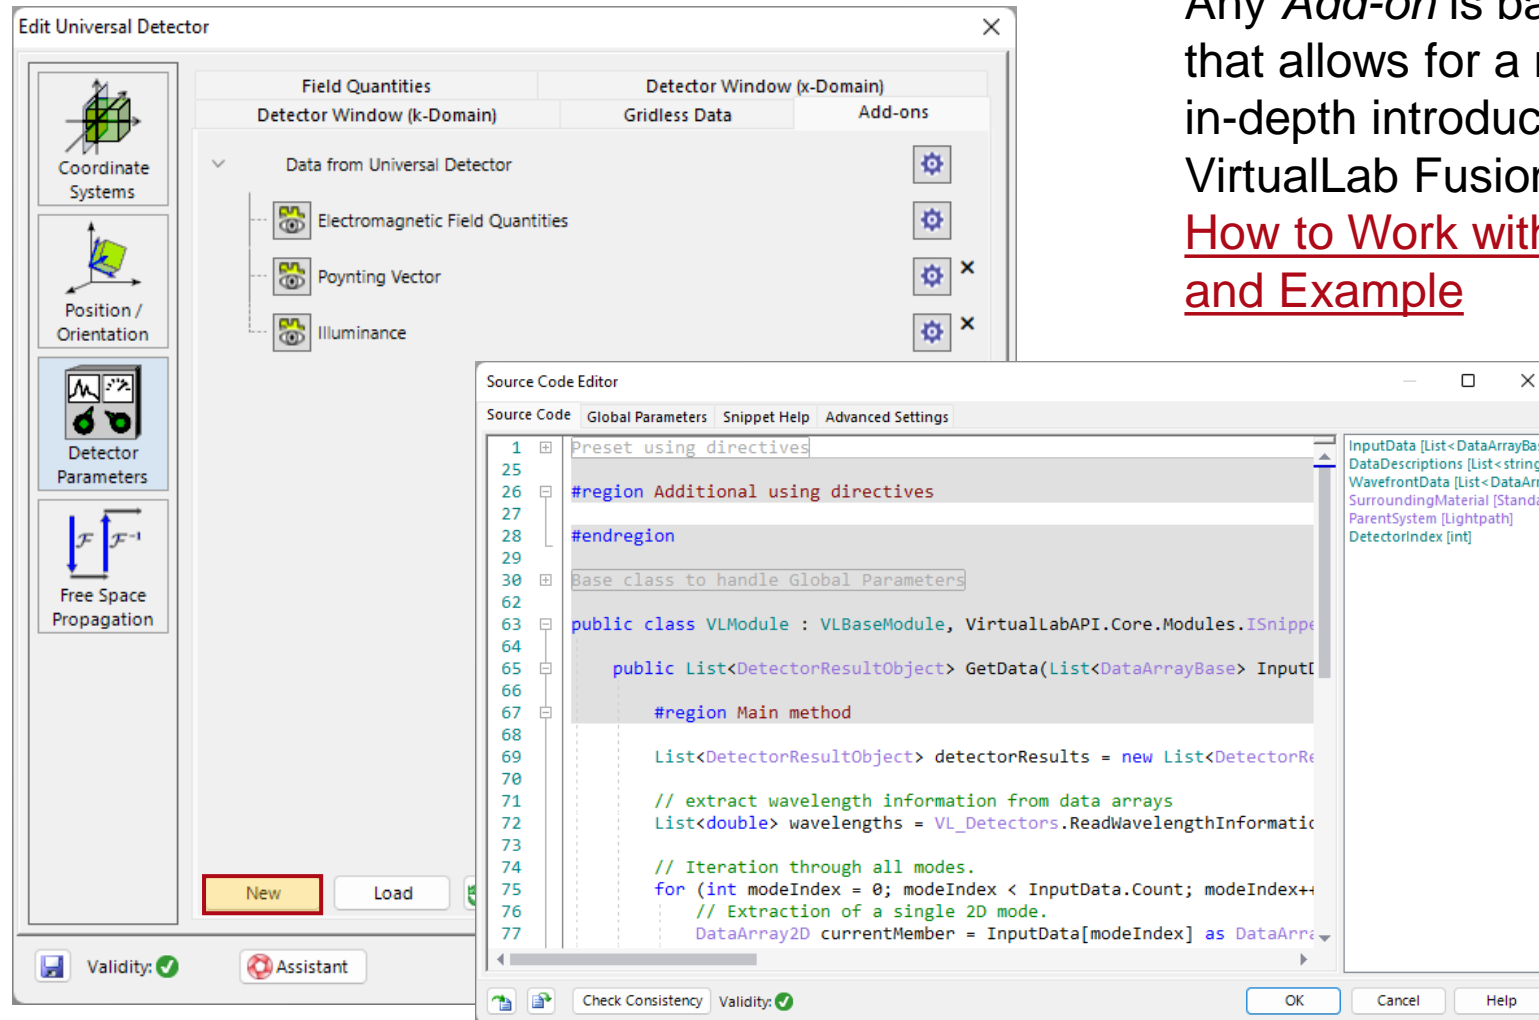 Edit Universal Detector
Coordinate
Systems
Position /
Orientation
Detector
Parameters
Free Space
Propagation
Field Quantities
Detector Window (x-Domain)
Detector Window (k-Domain)
Gridless Data
Add-ons
Data from Universal Detector
Electromagnetic Field Quantities
Poynting Vector
Illuminance
New
Load
Validity:
Assistant
Any Add-on is ba
that allows for a
in-depth introduc
VirtualLab Fusion
How to Work with
and Example
Source Code Editor
Source Code Global Parameters Snippet Help Advanced Settings
1 Preset using directives
25
26 #region Additional using directives
27
28 #endregion
29
30 Base class to handle Global Parameters
62
63 public class VLModule : VLBaseModule, VirtualLabAPI.Core.Modules.ISnippe
64
65 public List<DetectorResultObject> GetData(List<DataArrayBase> InputD
66
67 #region Main method
68
69 List<DetectorResultObject> detectorResults = new List<DetectorRe
70
71 // extract wavelength information from data arrays
72 List<double> wavelengths = VL_Detectors.ReadWavelengthInformatio
73
74 // Iteration through all modes.
75 for (int modeIndex = 0; modeIndex < InputData.Count; modeIndex++
76 // Extraction of a single 2D mode.
77 DataArray2D currentMember = InputData[modeIndex] as DataArra
InputData [List<DataArrayBas
DataDescriptions [List<string
WavefrontData [List<DataArr
SurroundingMaterial [Standa
ParentSystem [Lightpath]
DetectorIndex [int]
Check Consistency Validity:
OK
Cancel
Help